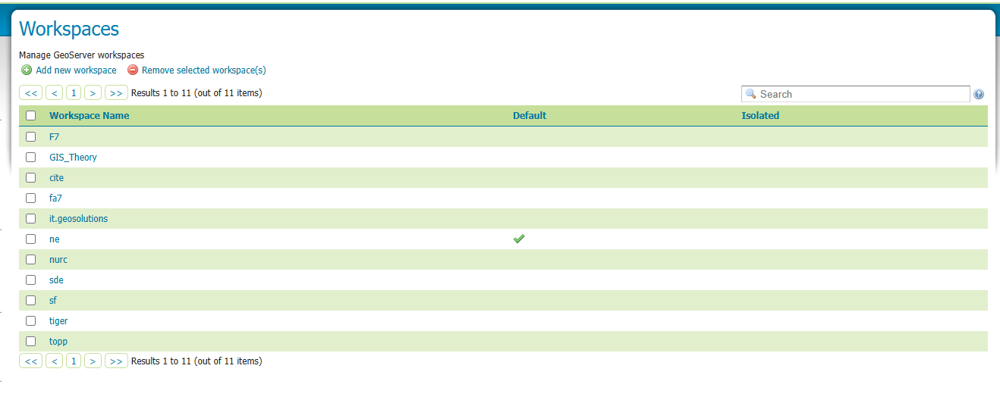 Workspaces
Manage GeoServer workspaces
Add new workspace Remove selected workspace(s)
<< < 1 > >> Results 1 to 11 (out of 11 items) Search
Workspace Name Default Isolated
F7
GIS_Theory
cite
fa7
it.geosolutions
ne
nurc
sde
sf
tiger
topp
<< < 1 > >> Results 1 to 11 (out of 11 items)